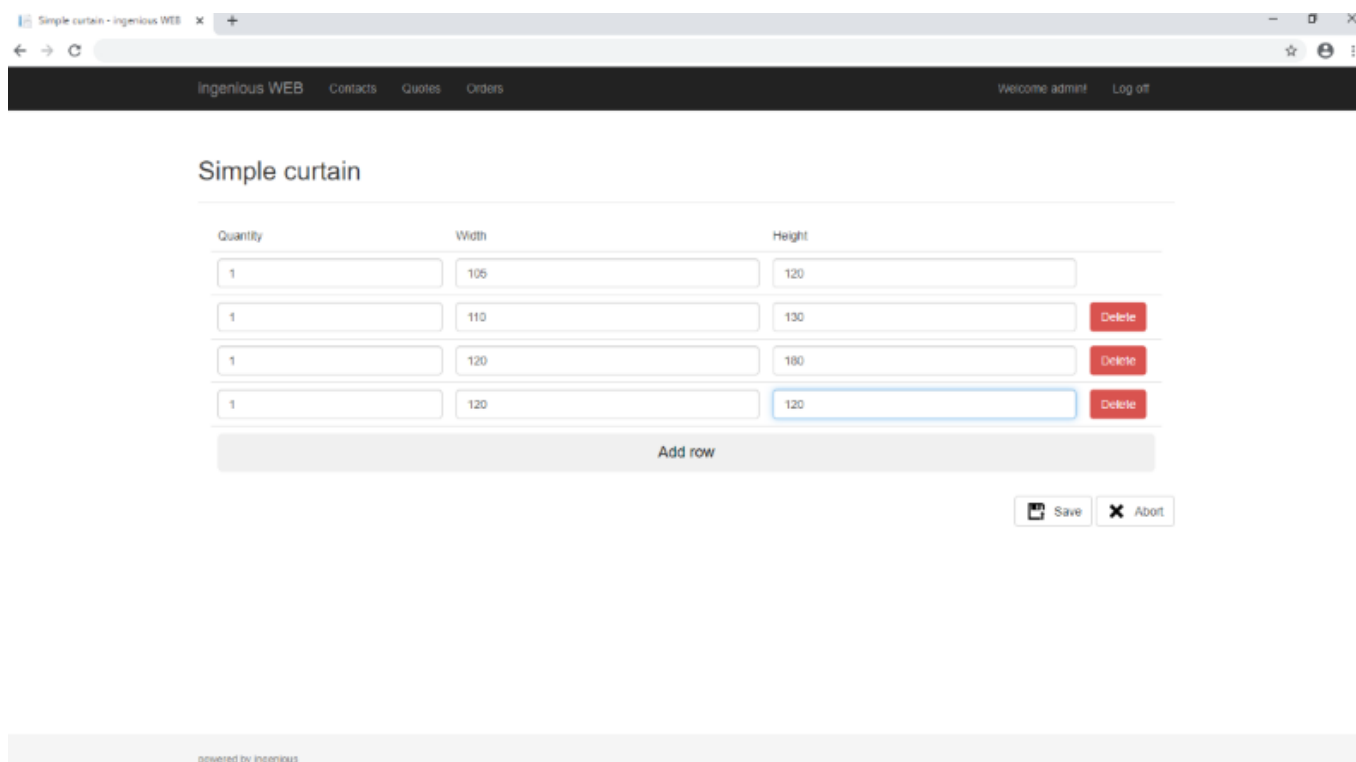 Simple curtain - ingenious WEB
ingenious WEB Contacts Quotes Orders Welcome admin! Log off
Simple curtain
Quantity Width Height
1 105 120
1 110 130 Delete
1 120 180 Delete
1 120 120 Delete
Add row
Save Abort
powered by ingenious